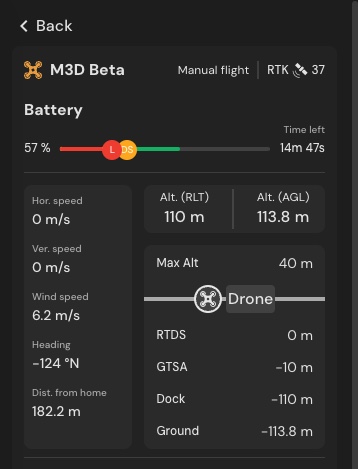 Back
M3D Beta
Manual flight
RTK 37
Battery
Time left
57 %
L
DS
14m 47s
Hor. speed
0 m/s
Ver. speed
0 m/s
Wind speed
6.2 m/s
Heading
-124 °N
Dist. from home
182.2 m
Alt. (RLT)
110 m
Alt. (AGL)
113.8 m
Max Alt 40 m
Drone
RTDS 0 m
GTSA -10 m
Dock -110 m
Ground -113.8 m